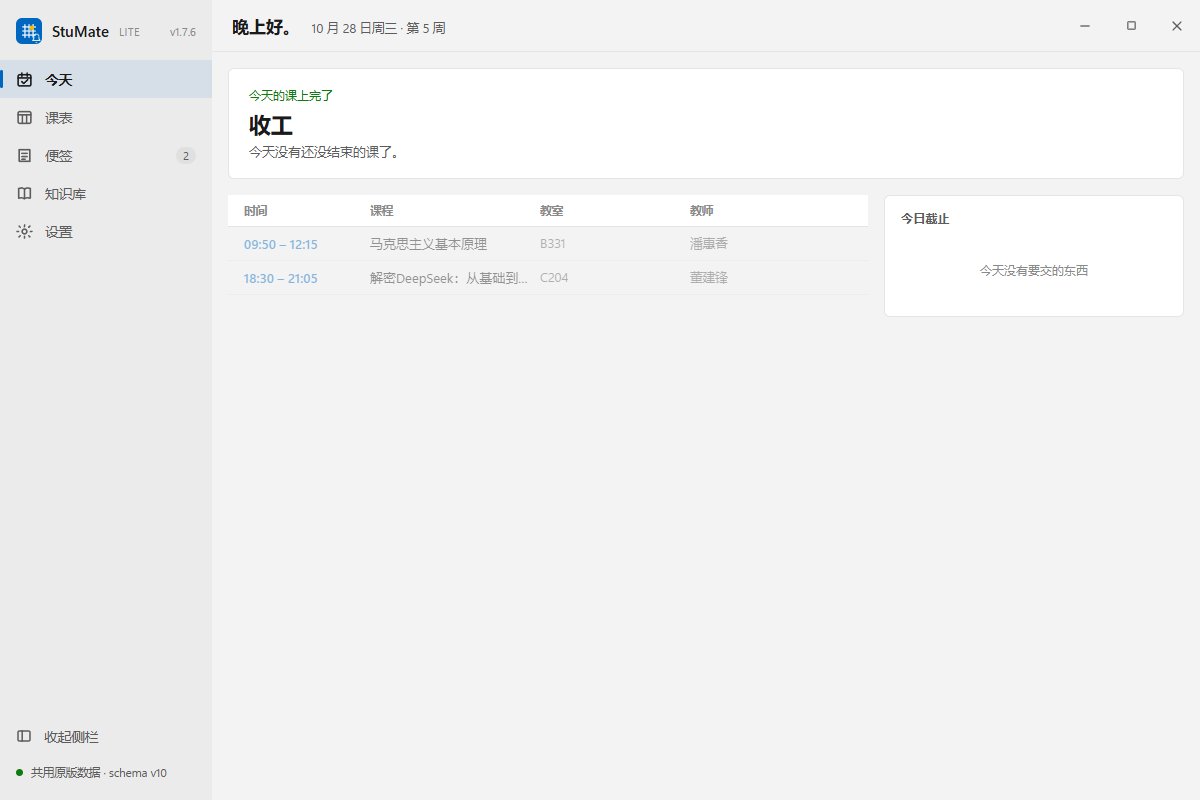 StuMate LITE v1.7.6
今天
课表
便签 2
知识库
设置
收起侧栏
共用原版数据 · schema v10
晚上好。 10 月 28 日周三 · 第 5 周
今天的课上完了
收工
今天没有还没结束的课了。
时间 课程 教室 教师
09:50 – 12:15 马克思主义基本原理 B331 潘惠香
18:30 – 21:05 解密DeepSeek：从基础到... C204 董建锋
今日截止
今天没有要交的东西